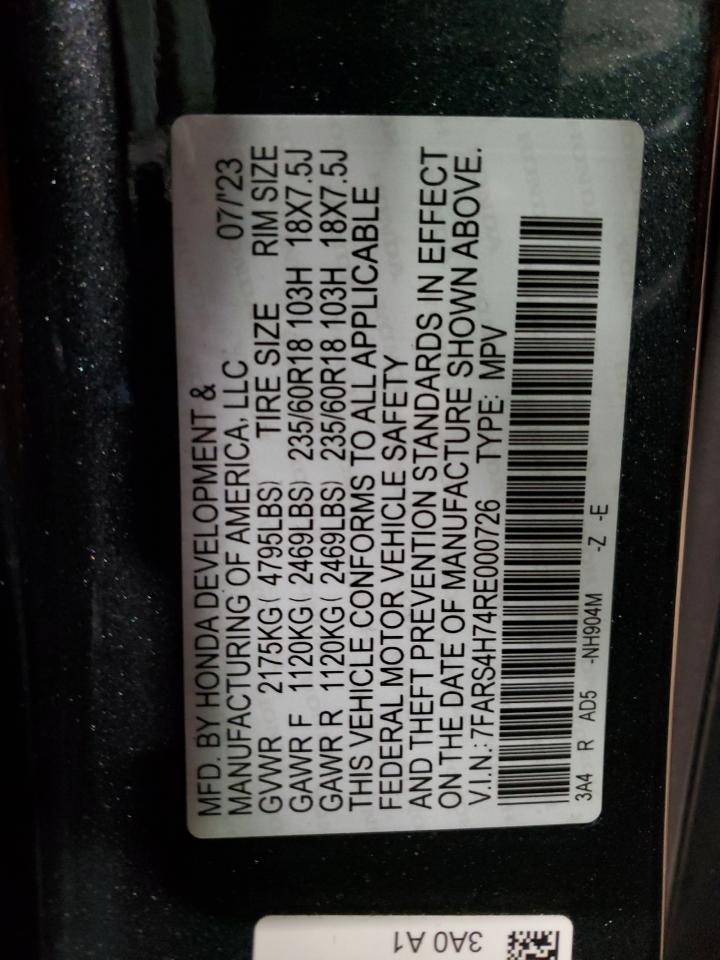 MFD. BY HONDA DEVELOPMENT &
MANUFACTURING OF AMERICA, LLC 07/'23
GVWR 2175KG( 4795LBS) TIRE SIZE RIM SIZE
GAWR F 1120KG( 2469LBS) 235/60R18 103H 18X7.5J
GAWR R 1120KG( 2469LBS) 235/60R18 103H 18X7.5J
THIS VEHICLE CONFORMS TO ALL APPLICABLE
FEDERAL MOTOR VEHICLE SAFETY
AND THEFT PREVENTION STANDARDS IN EFFECT
ON THE DATE OF MANUFACTURE SHOWN ABOVE.
V.I.N.: 7FARS4H74RE000726 TYPE: MPV
3A4 R AD5 -NH904M -Z -E
3A0 A1